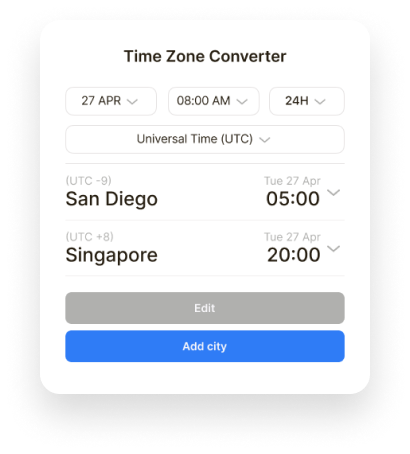 Time Zone Converter
27 APR 08:00 AM 24H
Universal Time (UTC)
(UTC -9) Tue 27 Apr
San Diego 05:00
(UTC +8) Tue 27 Apr
Singapore 20:00
Edit
Add city